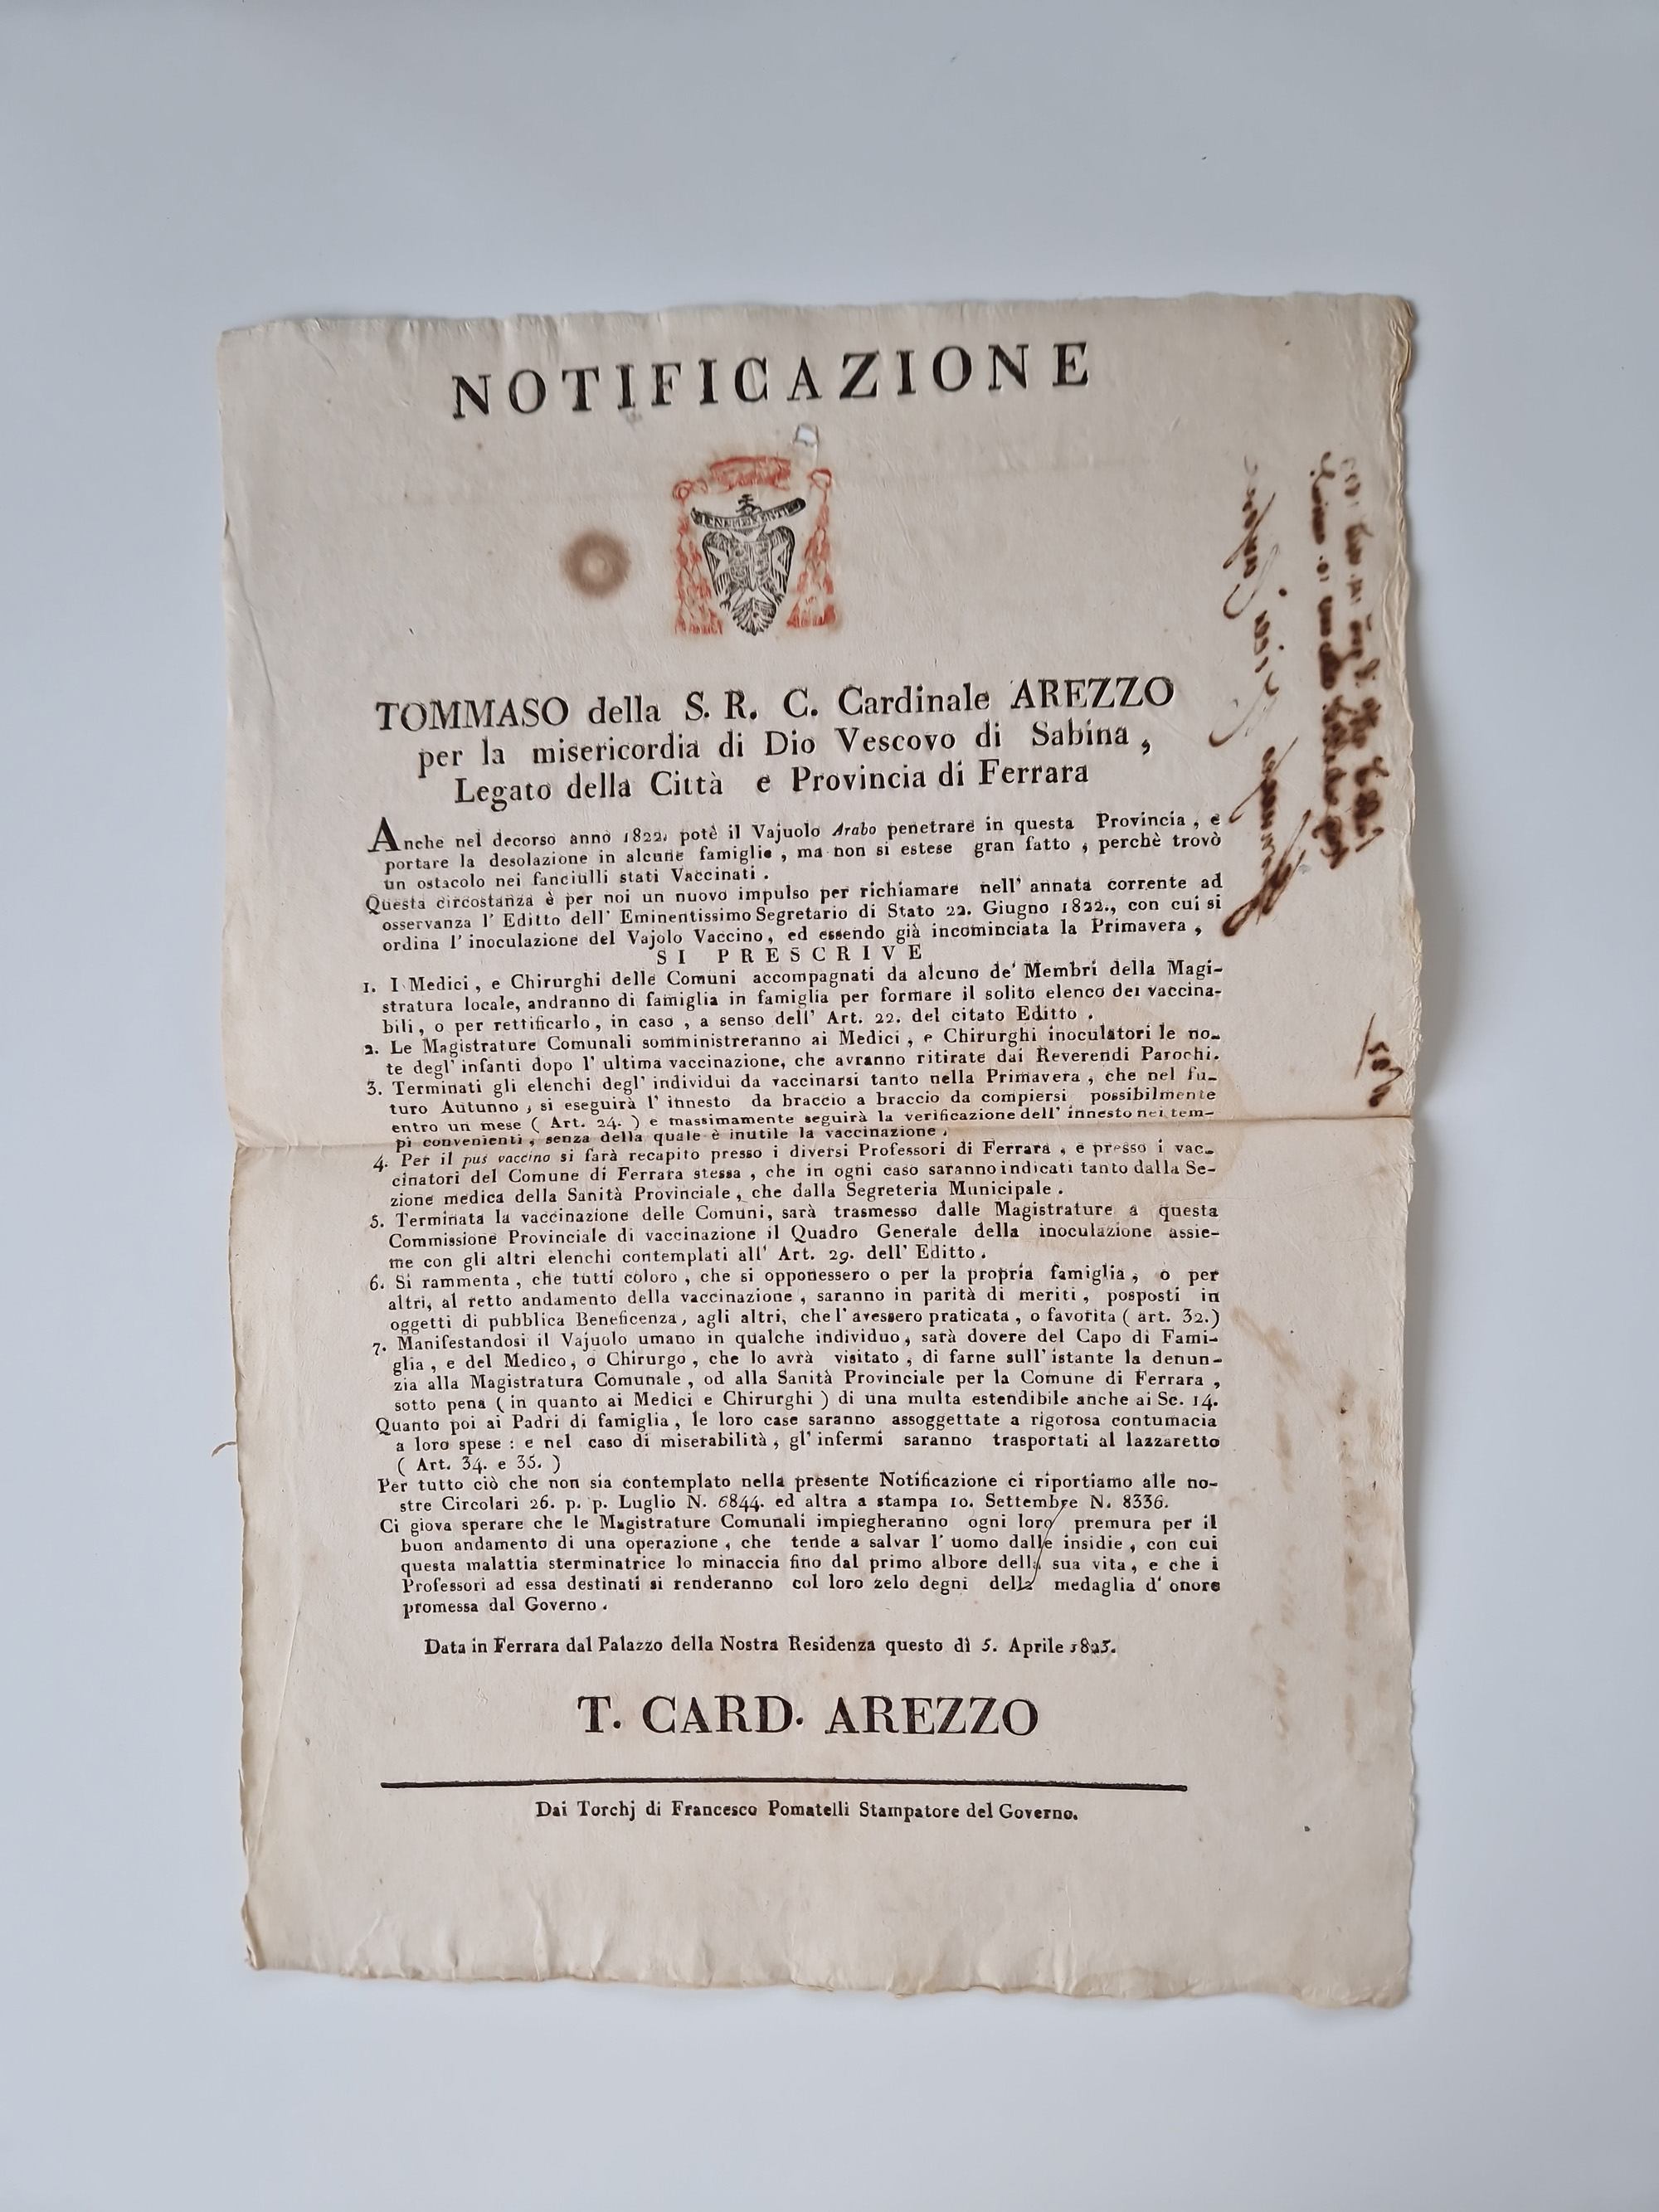 NOTIFICAZIONE
TOMMASO della S. R. C. Cardinale AREZZO
per la misericordia di Dio Vescovo di Sabina,
Legato della Città e Provincia di Ferrara
Anche nel decorso anno 1822. potè il Vajuolo Arabo penetrare in questa Provincia, e
portare la desolazione in alcune famiglie, ma non si estese gran fatto, perchè trovò
un ostacolo nei fanciulli stati Vaccinati.
Questa circostanza è per noi un nuovo impulso per richiamare nell' annata corrente ad
osservanza l' Editto dell' Eminentissimo Segretario di Stato 22. Giugno 1822., con cui si
ordina l' inoculazione del Vajolo Vaccino, ed essendo già incominciata la Primavera,
SI PRESCRIVE
1. I Medici, e Chirurghi delle Comuni accompagnati da alcuno de' Membri della Magi-
stratura locale, andranno di famiglia in famiglia per formare il solito elenco dei vaccina-
bili, o per rettificarlo, in caso, a senso dell' Art. 22. del citato Editto.
2. Le Magistrature Comunali somministreranno ai Medici, e Chirurghi inoculatori le no-
te degl' infanti dopo l' ultima vaccinazione, che avranno ritirate dai Reverendi Parochi.
3. Terminati gli elenchi degl' individui da vaccinarsi tanto nella Primavera, che nel fu-
turo Autunno, si eseguirà l' innesto da braccio a braccio da compiersi possibilmente
entro un mese ( Art. 24. ) e massimamente seguirà la verificazione dell' innesto nei tem-
pi convenienti, senza della quale è inutile la vaccinazione.
4. Per il pus vaccino si farà recapito presso i diversi Professori di Ferrara, e presso i vac-
cinatori del Comune di Ferrara stessa, che in ogni caso saranno indicati tanto dalla Se-
zione medica della Sanità Provinciale, che dalla Segreteria Municipale.
5. Terminata la vaccinazione delle Comuni, sarà trasmesso dalle Magistrature a questa
Commissione Provinciale di vaccinazione il Quadro Generale della inoculazione assie-
me con gli altri elenchi contemplati all' Art. 29. dell' Editto.
6. Si rammenta, che tutti coloro, che si opponessero o per la propria famiglia, o per
altri, al retto andamento della vaccinazione, saranno in parità di meriti, posposti in
oggetti di pubblica Beneficenza, agli altri, che l' avessero praticata, o favorita ( art. 32.)
7. Manifestandosi il Vajuolo umano in qualche individuo, sarà dovere del Capo di Fami-
glia, e del Medico, o Chirurgo, che lo avrà visitato, di farne sull' istante la denun-
zia alla Magistratura Comunale, od alla Sanità Provinciale per la Comune di Ferrara,
sotto pena ( in quanto ai Medici e Chirurghi ) di una multa estendibile anche ai Sc. 14.
Quanto poi ai Padri di famiglia, le loro case saranno assoggettate a rigorosa contumacia
a loro spese : e nel caso di miserabilità, gl' infermi saranno trasportati al lazzaretto
( Art. 34. e 35. )
Per tutto ciò che non sia contemplato nella presente Notificazione ci riportiamo alle no-
stre Circolari 26. p. p. Luglio N. 6844. ed altra a stampa 10. Settembre N. 8336.
Ci giova sperare che le Magistrature Comunali impiegheranno ogni loro premura per il
buon andamento di una operazione, che tende a salvar l' uomo dalle insidie, con cui
questa malattia sterminatrice lo minaccia fino dal primo albore della sua vita, e che i
Professori ad essa destinati si renderanno col loro zelo degni della medaglia d' onore
promessa dal Governo.
Data in Ferrara dal Palazzo della Nostra Residenza questo dì 5. Aprile 1823.
T. CARD. AREZZO
Dai Torchj di Francesco Pomatelli Stampatore del Governo.